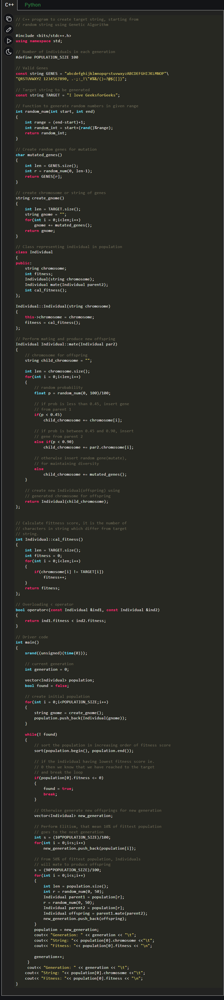 C++ Python
// C++ program to create target string, starting from
// random string using Genetic Algorithm
#include <bits/stdc++.h>
using namespace std;
// Number of individuals in each generation
#define POPULATION_SIZE 100
// Valid Genes
const string GENES = "abcdefghijklmnopqrstuvwxyzABCDEFGHIJKLMNOP"\
"QRSTUVWXYZ 1234567890, .-;:_!\"#%&/()=?@${[]}";
// Target string to be generated
const string TARGET = "I love GeeksforGeeks";
// Function to generate random numbers in given range
int random_num(int start, int end)
{
    int range = (end-start)+1;
    int random_int = start+(rand()%range);
    return random_int;
}
// Create random genes for mutation
char mutated_genes()
{
    int len = GENES.size();
    int r = random_num(0, len-1);
    return GENES[r];
}
// create chromosome or string of genes
string create_gnome()
{
    int len = TARGET.size();
    string gnome = "";
    for(int i = 0;i<len;i++)
        gnome += mutated_genes();
    return gnome;
}
// Class representing individual in population
class Individual
{
public:
    string chromosome;
    int fitness;
    Individual(string chromosome);
    Individual mate(Individual parent2);
    int cal_fitness();
};
Individual::Individual(string chromosome)
{
    this->chromosome = chromosome;
    fitness = cal_fitness();
};
// Perform mating and produce new offspring
Individual Individual::mate(Individual par2)
{
    // chromosome for offspring
    string child_chromosome = "";
    int len = chromosome.size();
    for(int i = 0;i<len;i++)
    {
        // random probability
        float p = random_num(0, 100)/100;
        // if prob is less than 0.45, insert gene
        // from parent 1
        if(p < 0.45)
            child_chromosome += chromosome[i];
        // if prob is between 0.45 and 0.90, insert
        // gene from parent 2
        else if(p < 0.90)
            child_chromosome += par2.chromosome[i];
        // otherwise insert random gene(mutate),
        // for maintaining diversity
        else
            child_chromosome += mutated_genes();
    }
    // create new Individual(offspring) using
    // generated chromosome for offspring
    return Individual(child_chromosome);
};
// Calculate fittness score, it is the number of
// characters in string which differ from target
// string.
int Individual::cal_fitness()
{
    int len = TARGET.size();
    int fitness = 0;
    for(int i = 0;i<len;i++)
    {
        if(chromosome[i] != TARGET[i])
            fitness++;
    }
    return fitness;
};
// Overloading < operator
bool operator<(const Individual &ind1, const Individual &ind2)
{
    return ind1.fitness < ind2.fitness;
}
// Driver code
int main()
{
    srand((unsigned)(time(0)));
    // current generation
    int generation = 0;
    vector<Individual> population;
    bool found = false;
    // create initial population
    for(int i = 0;i<POPULATION_SIZE;i++)
    {
        string gnome = create_gnome();
        population.push_back(Individual(gnome));
    }
    while(! found)
    {
        // sort the population in increasing order of fitness score
        sort(population.begin(), population.end());
        // if the individual having lowest fitness score ie.
        // 0 then we know that we have reached to the target
        // and break the loop
        if(population[0].fitness <= 0)
        {
            found = true;
            break;
        }
        // Otherwise generate new offsprings for new generation
        vector<Individual> new_generation;
        // Perform Elitism, that mean 10% of fittest population
        // goes to the next generation
        int s = (10*POPULATION_SIZE)/100;
        for(int i = 0;i<s;i++)
            new_generation.push_back(population[i]);
        // From 50% of fittest population, Individuals
        // will mate to produce offspring
        s = (90*POPULATION_SIZE)/100;
        for(int i = 0;i<s;i++)
        {
            int len = population.size();
            int r = random_num(0, 50);
            Individual parent1 = population[r];
            r = random_num(0, 50);
            Individual parent2 = population[r];
            Individual offspring = parent1.mate(parent2);
            new_generation.push_back(offspring);
        }
        population = new_generation;
        cout<< "Generation: " << generation << "\t";
        cout<< "String: "<< population[0].chromosome <<"\t";
        cout<< "Fitness: "<< population[0].fitness << "\n";
        generation++;
     }
     cout<< "Generation: " << generation << "\t";
    cout<< "String: "<< population[0].chromosome <<"\t";
    cout<< "Fitness: "<< population[0].fitness << "\n";
}